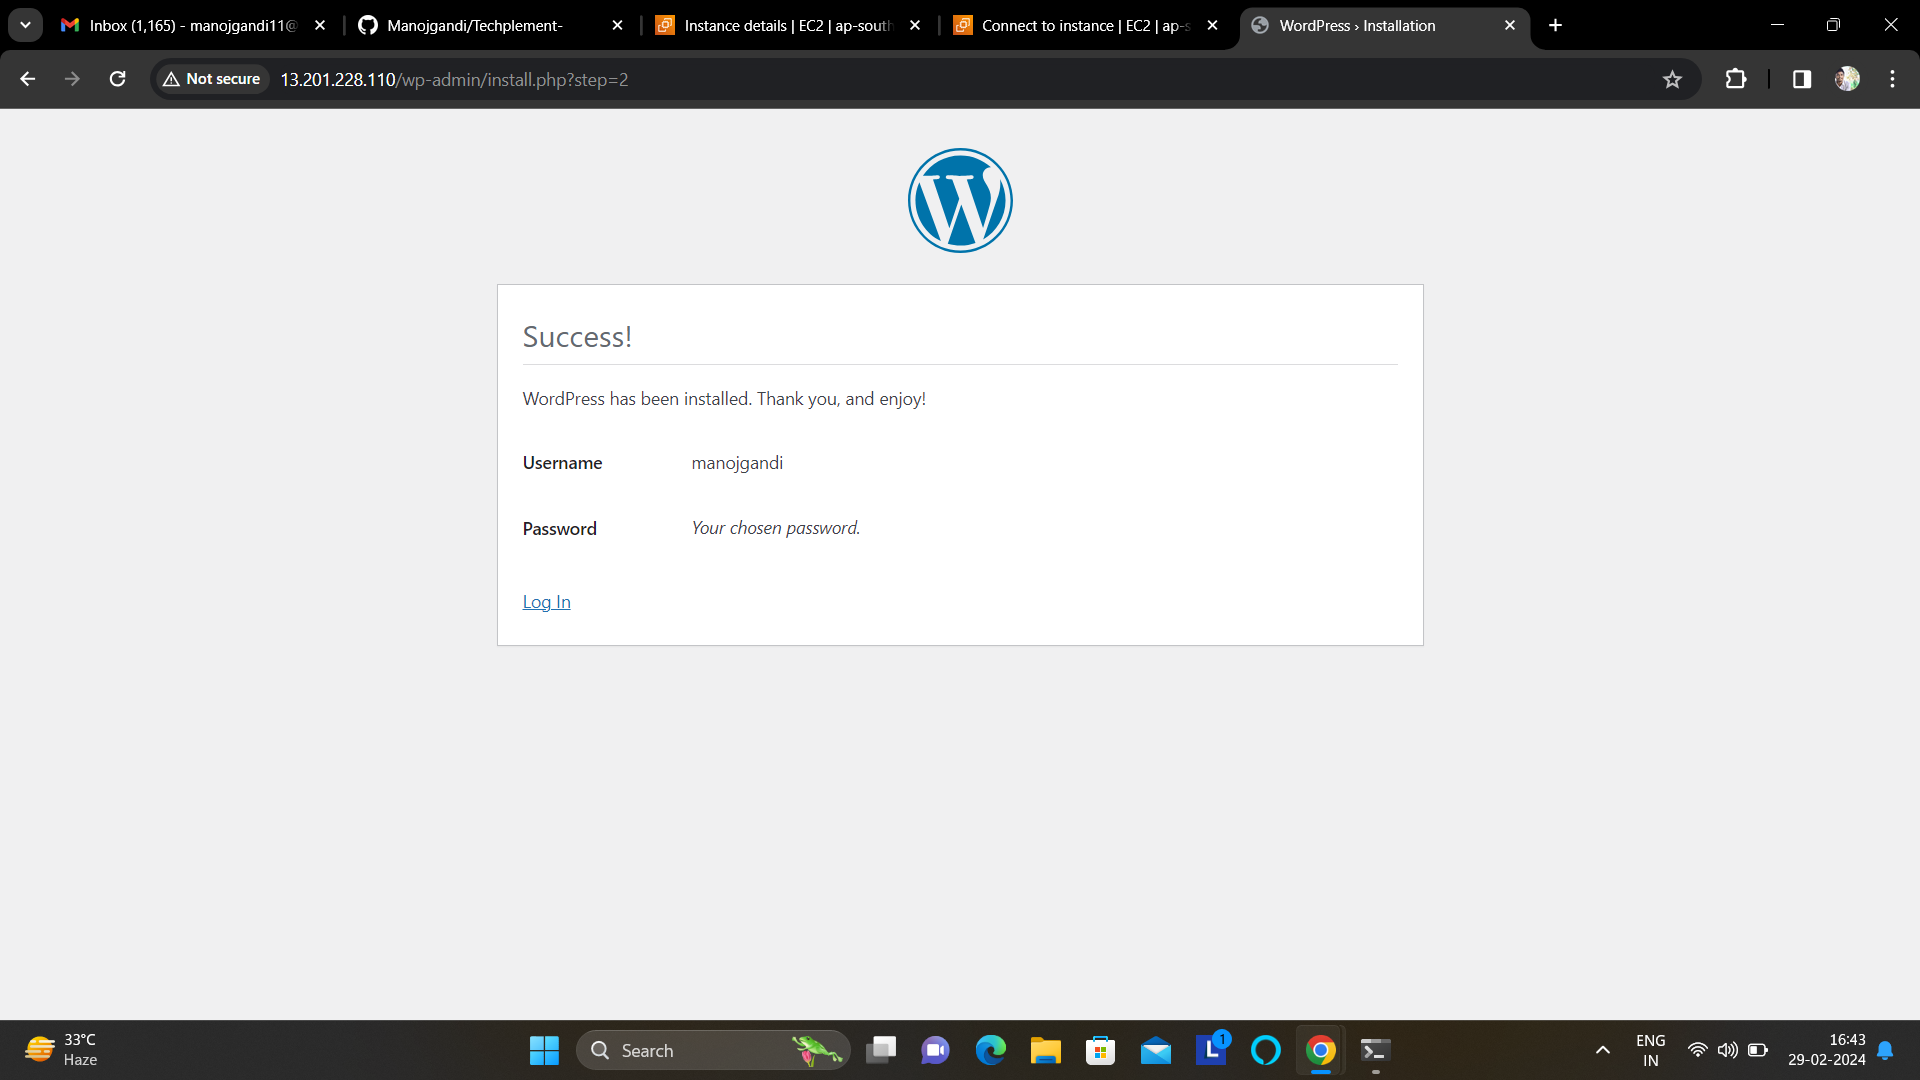 Inbox (1,165) - manojgandi11@
Manojgandi/Techplement-
Instance details | EC2 | ap-south
Connect to instance | EC2 | ap-s
WordPress › Installation
Not secure
13.201.228.110/wp-admin/install.php?step=2
W
Success!
WordPress has been installed. Thank you, and enjoy!
Username manojgandi
Password Your chosen password.
Log In
33°C
Haze
Search
L
1
ENG
IN
16:43
29-02-2024